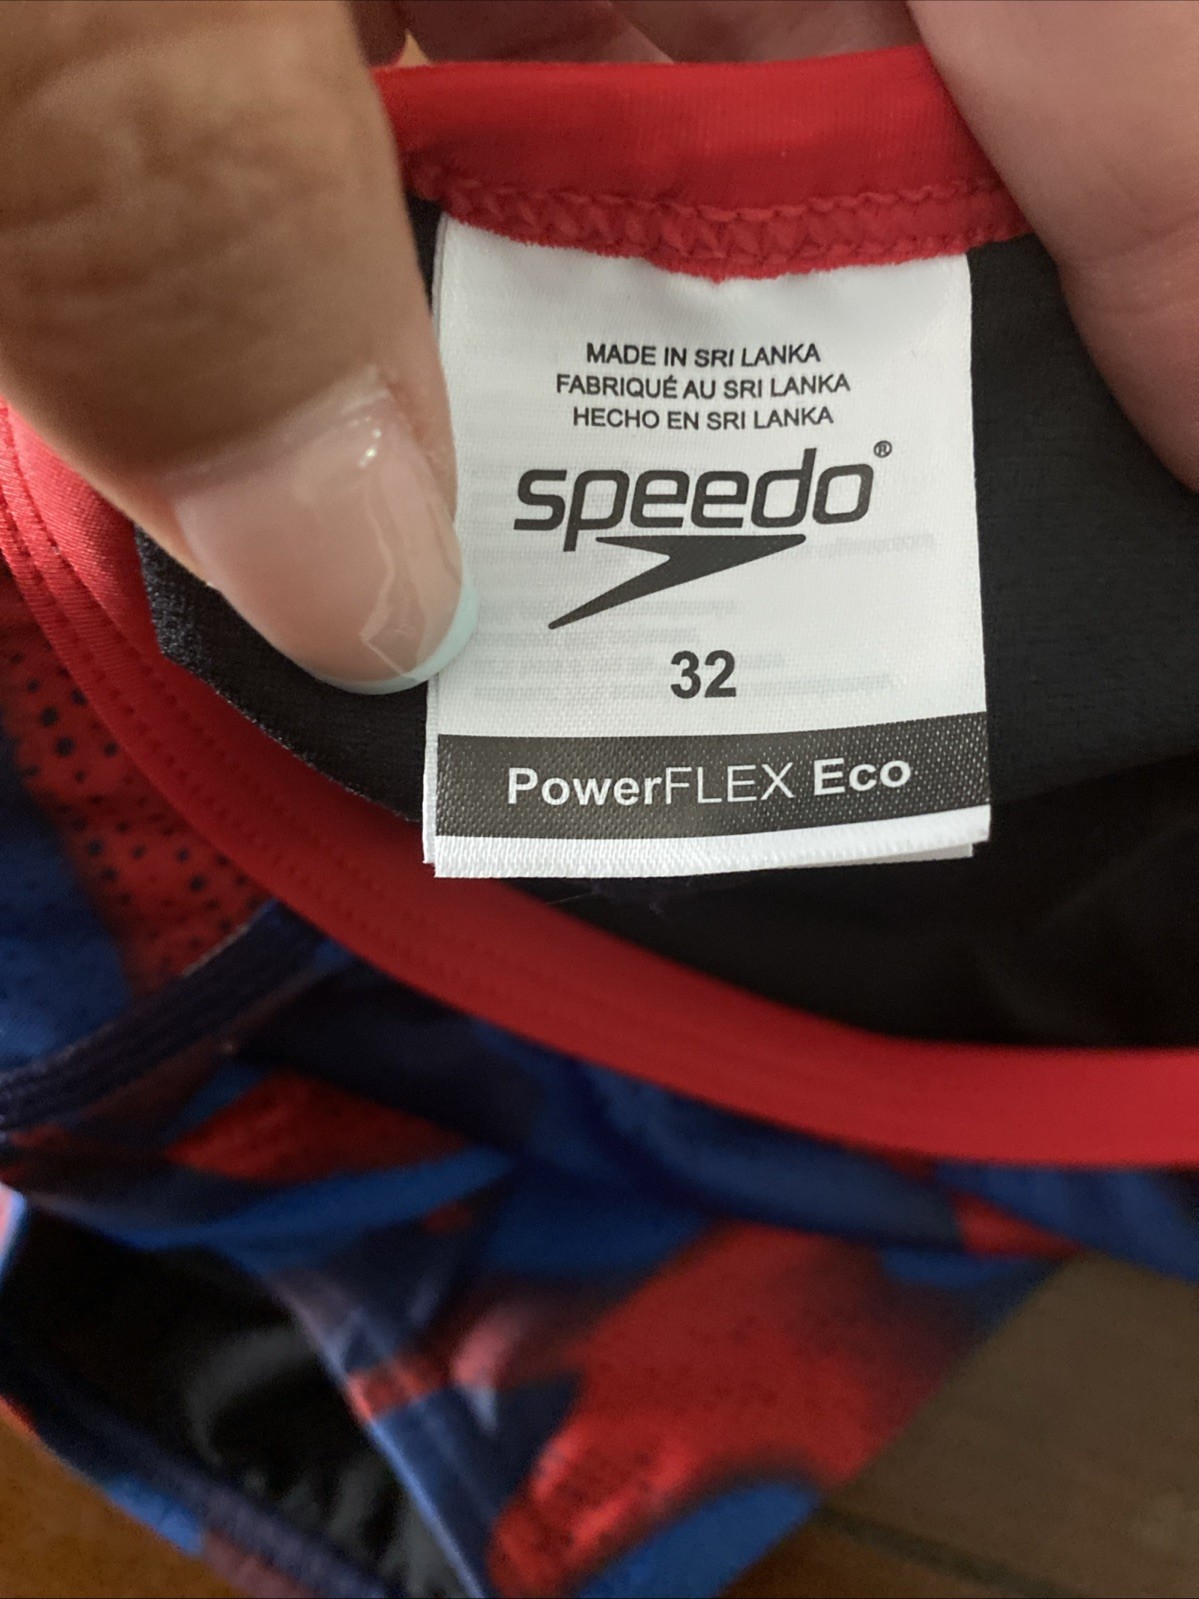 MADE IN SRI LANKA
FABRIQUÉ AU SRI LANKA
HECHO EN SRI LANKA
speedo®
32
PowerFLEX Eco